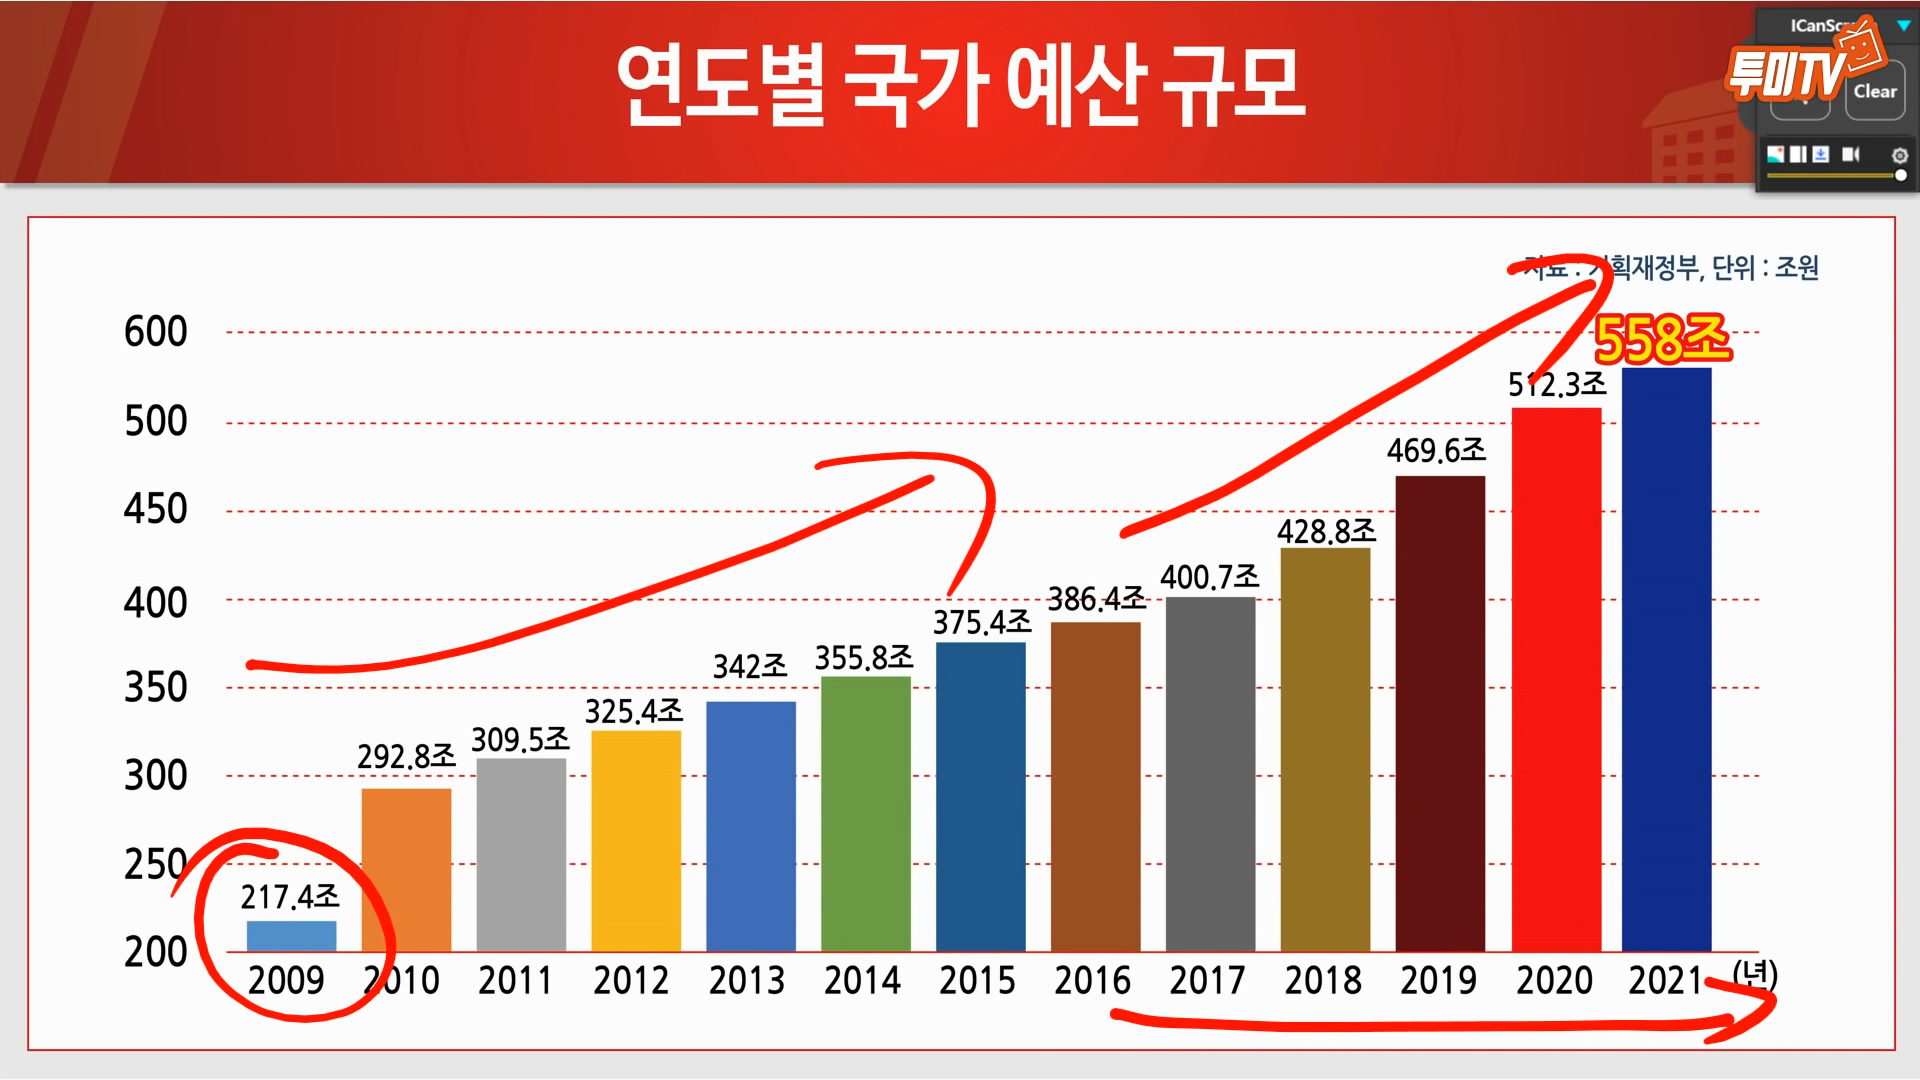 연도별 국가 예산 규모
ICanScr
투미TV
Clear
자료 : 기획재정부, 단위 : 조원
600
500
450
400
350
300
250
200
217.4조
292.8조
309.5조
325.4조
342조
355.8조
375.4조
386.4조
400.7조
428.8조
469.6조
512.3조
558조
2009 2010 2011 2012 2013 2014 2015 2016 2017 2018 2019 2020 2021 (년)